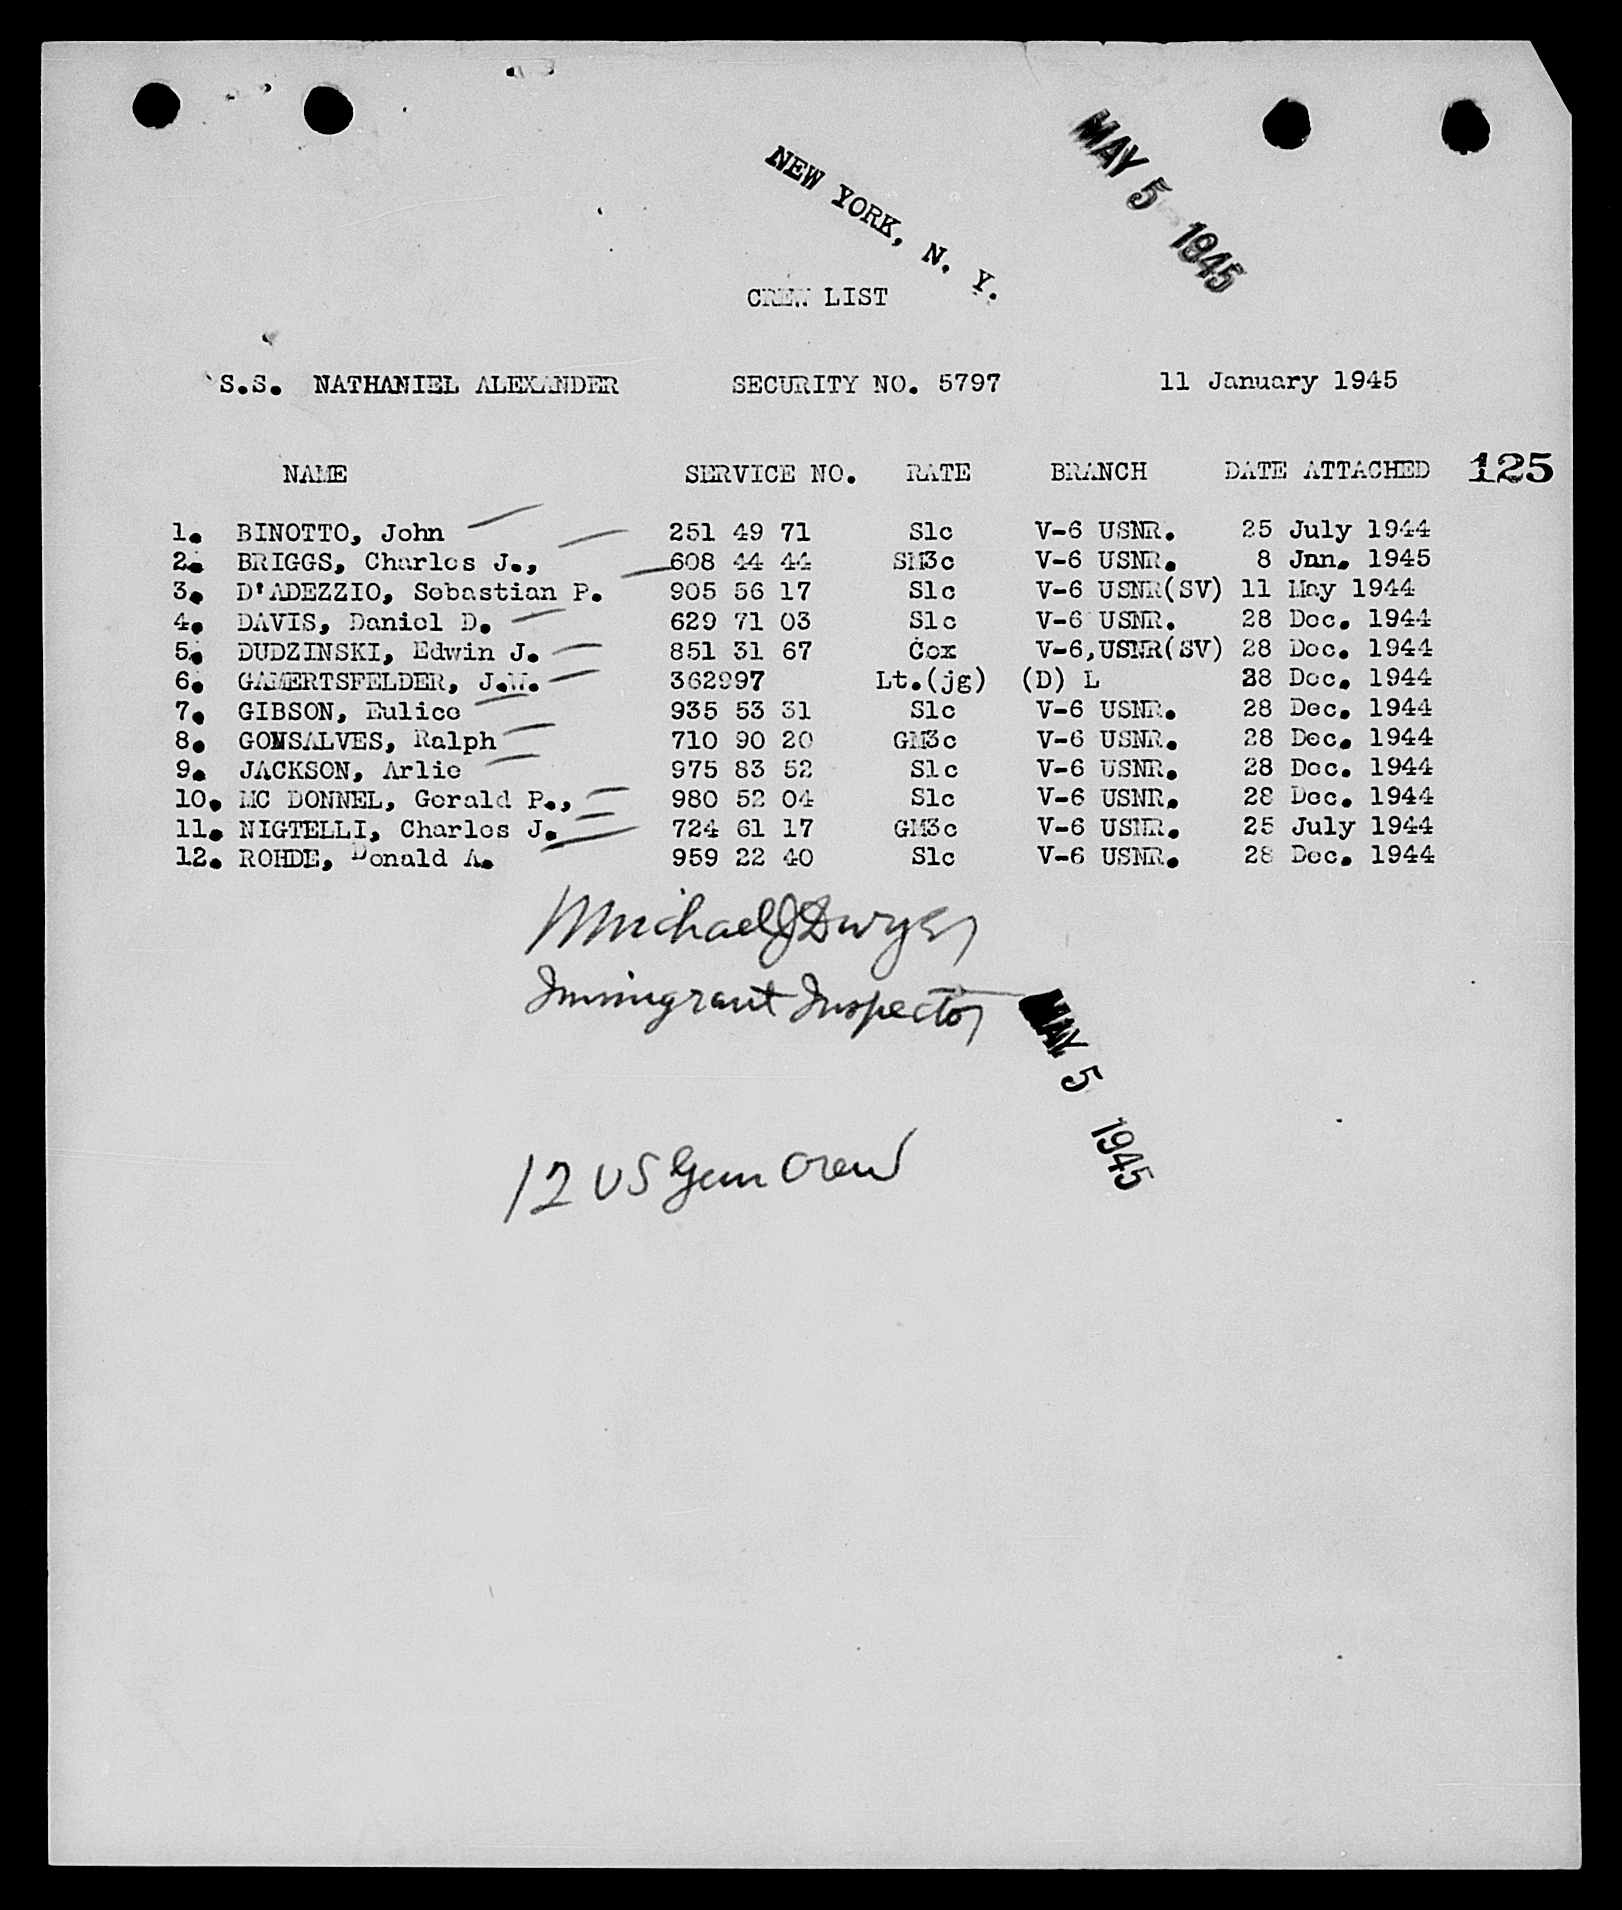 NEW YORK, N. Y.
MAY 5 1945
CREW LIST
S.S. NATHANIEL ALEXANDER SECURITY NO. 5797 11 January 1945
NAME SERVICE NO. RATE BRANCH DATE ATTACHED 125
1. BINOTTO, John 251 49 71 S1c V-6 USNR. 25 July 1944
2. BRIGGS, Charles J., 608 44 44 SM3c V-6 USNR. 8 Jan. 1945
3. D'ADEZZIO, Sebastian P. 905 56 17 S1c V-6 USNR(SV) 11 May 1944
4. DAVIS, Daniel D. 629 71 03 S1c V-6 USNR. 28 Dec. 1944
5. DUDZINSKI, Edwin J. 851 31 67 Cox V-6,USNR(SV) 28 Dec. 1944
6. GAMERTSFELDER, J.W. 362997 Lt.(jg) (D) L 28 Dec. 1944
7. GIBSON, Eulice 935 53 31 S1c V-6 USNR. 28 Dec. 1944
8. GONSALVES, Ralph 710 90 20 GM3c V-6 USNR. 28 Dec. 1944
9. JACKSON, Arlie 975 83 52 S1c V-6 USNR. 28 Dec. 1944
10. MC DONNEL, Gerald P., 980 52 04 S1c V-6 USNR. 28 Dec. 1944
11. NIGTELLI, Charles J. 724 61 17 GM3c V-6 USNR. 25 July 1944
12. ROHDE, Donald A. 959 22 40 S1c V-6 USNR. 28 Dec. 1944
Michael J Dwyer
Immigrant Inspector
MAY 5 1945
12 US Gun Crew